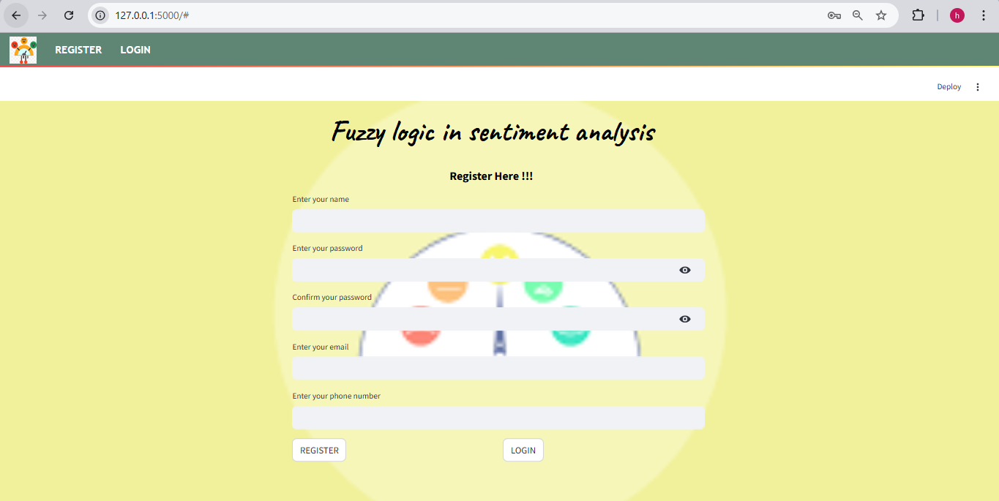 127.0.0.1:5000/#
h
REGISTER LOGIN
Deploy
Fuzzy logic in sentiment analysis
Register Here !!!
Enter your name
Enter your password
Confirm your password
Enter your email
Enter your phone number
REGISTER LOGIN